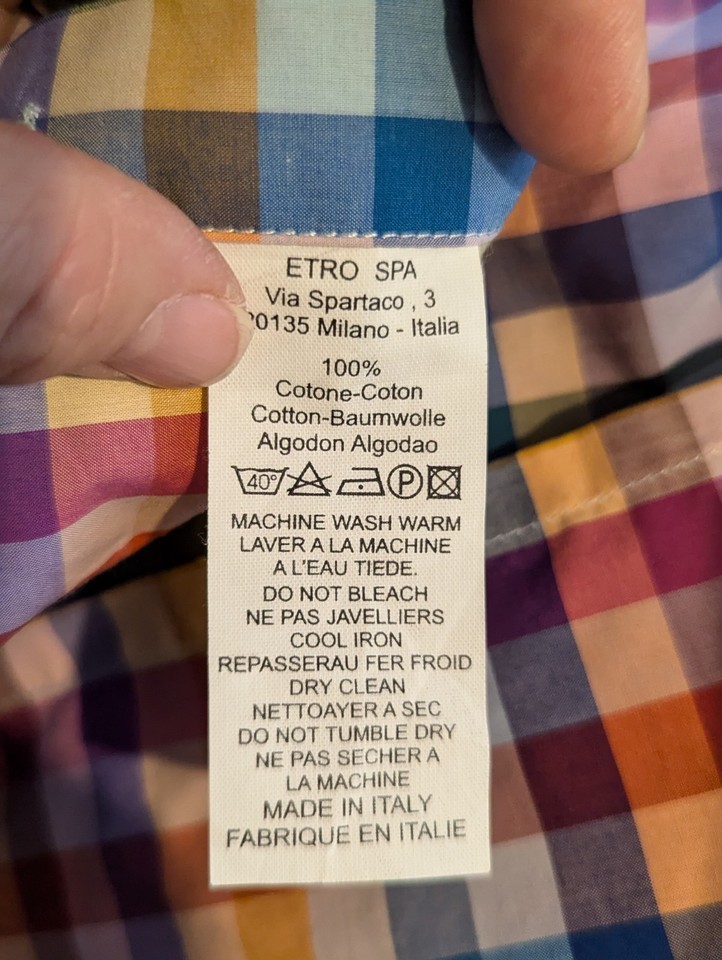 ETRO SPA
Via Spartaco , 3
20135 Milano - Italia
100%
Cotone-Coton
Cotton-Baumwolle
Algodon Algodao
40° P
MACHINE WASH WARM
LAVER A LA MACHINE
A L'EAU TIEDE.
DO NOT BLEACH
NE PAS JAVELLIERS
COOL IRON
REPASSERAU FER FROID
DRY CLEAN
NETTOAYER A SEC
DO NOT TUMBLE DRY
NE PAS SECHER A
LA MACHINE
MADE IN ITALY
FABRIQUE EN ITALIE